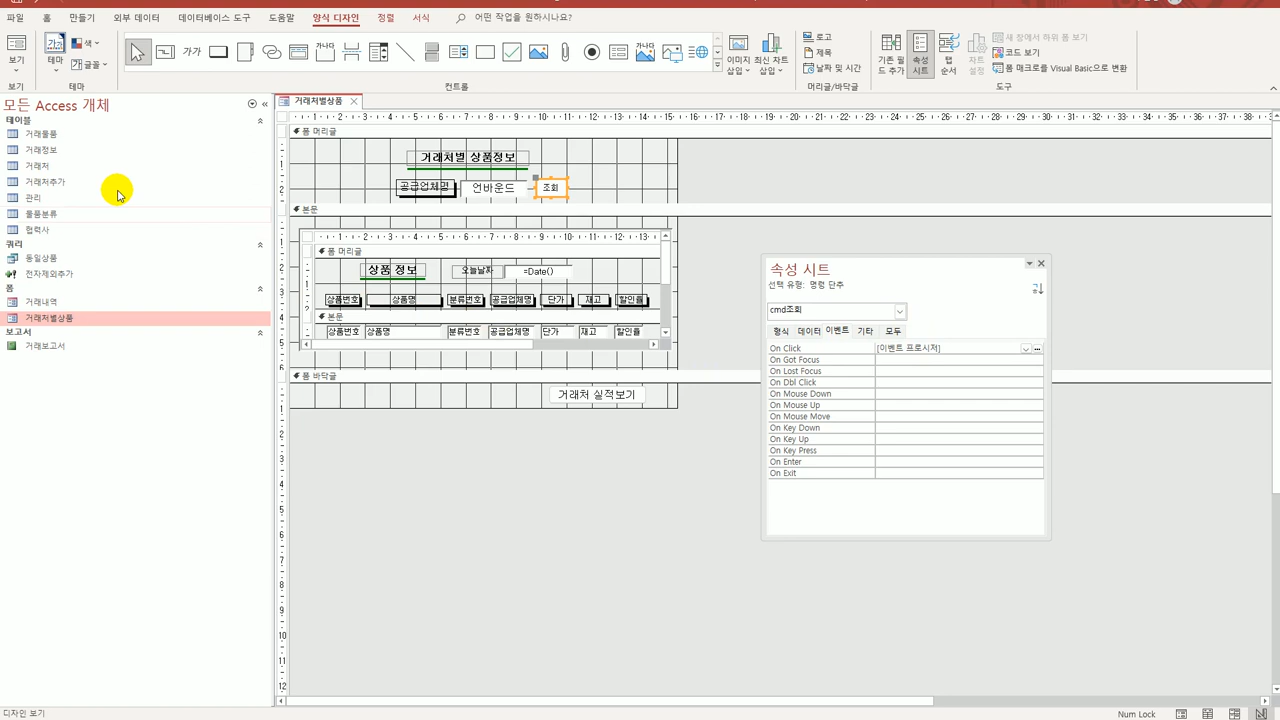 파일 홈 만들기 외부 데이터 데이터베이스 도구 도움말 양식 디자인 정렬 서식 어떤 작업을 원하시나요?
보기
테마
색
글꼴
가가
가나다
가나다
이미지 삽입
최신 차트 삽입
로고
제목
날짜 및 시간
기존 필드 추가
속성 시트
탭 순서
차트 설정
새 창에서 하위 폼 보기
코드 보기
폼 매크로를 Visual Basic으로 변환
보기 테마 컨트롤 머리글/바닥글 도구
모든 Access 개체
테이블
거래물품
거래정보
거래처
거래처추가
관리
물품분류
협력사
쿼리
동일상품
전자제외추가
폼
거래내역
거래처별상품
보고서
거래보고서
거래처별상품
폼 머리글
거래처별 상품정보
공급업체명 언바운드 조회
본문
폼 머리글
상품 정보 오늘날짜 =Date()
상품번호 상품명 분류번호 공급업체명 단가 재고 할인률
본문
상품번호 상품명 분류번호 공급업체명 단가 재고 할인률
폼 바닥글
거래처 실적보기
속성 시트
선택 유형: 명령 단추
cmd조회
형식 데이터 이벤트 기타 모두
On Click [이벤트 프로시저]
On Got Focus
On Lost Focus
On Dbl Click
On Mouse Down
On Mouse Up
On Mouse Move
On Key Down
On Key Up
On Key Press
On Enter
On Exit
디자인 보기
Num Lock